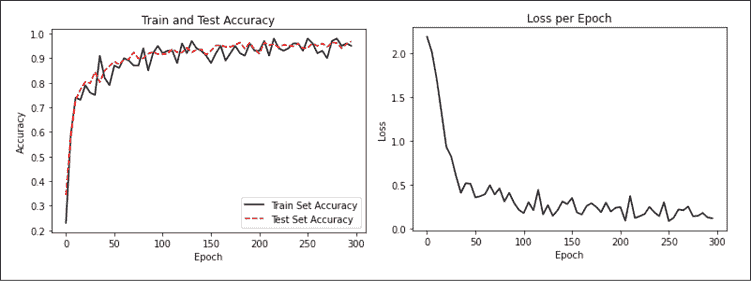 Train and Test Accuracy
1.0
0.9
0.8
0.7
0.6
0.5
0.4
0.3
0.2
Accuracy
Train Set Accuracy
Test Set Accuracy
0 50 100 150 200 250 300
Epoch
Loss per Epoch
2.0
1.5
1.0
0.5
0.0
Loss
0 50 100 150 200 250 300
Epoch